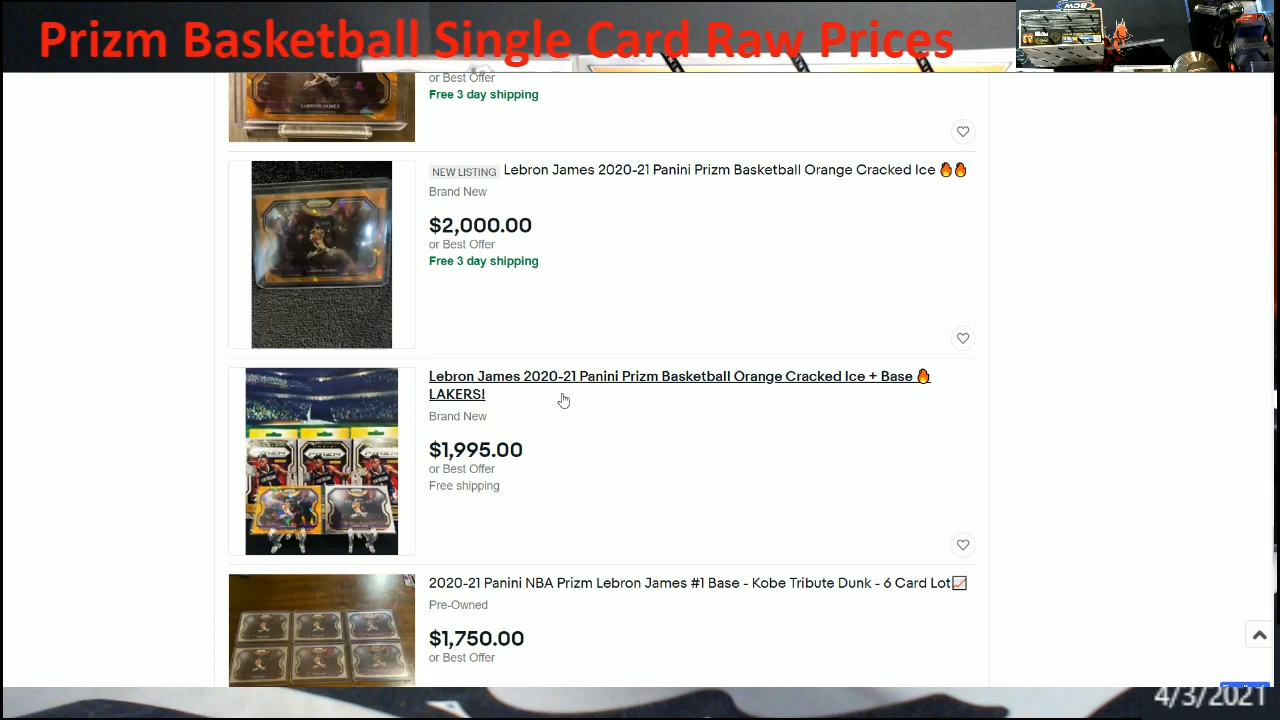 Prizm Basketball Single Card Raw Prices
or Best Offer
Free 3 day shipping
LEBRON JAMES
NEW LISTING Lebron James 2020-21 Panini Prizm Basketball Orange Cracked Ice 🔥🔥
Brand New
$2,000.00
or Best Offer
Free 3 day shipping
Lebron James 2020-21 Panini Prizm Basketball Orange Cracked Ice + Base 🔥
LAKERS!
Brand New
$1,995.00
or Best Offer
Free shipping
2020-21 Panini NBA Prizm Lebron James #1 Base - Kobe Tribute Dunk - 6 Card Lot📈
Pre-Owned
$1,750.00
or Best Offer
4/3/2021